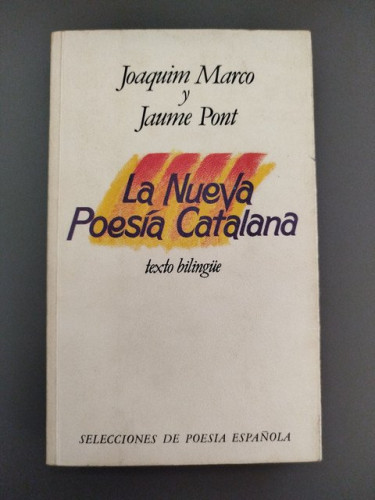 Joaquim Marco
y
Jaume Pont
La Nueva
Poesía Catalana
texto bilingüe
SELECCIONES DE POESIA ESPAÑOLA